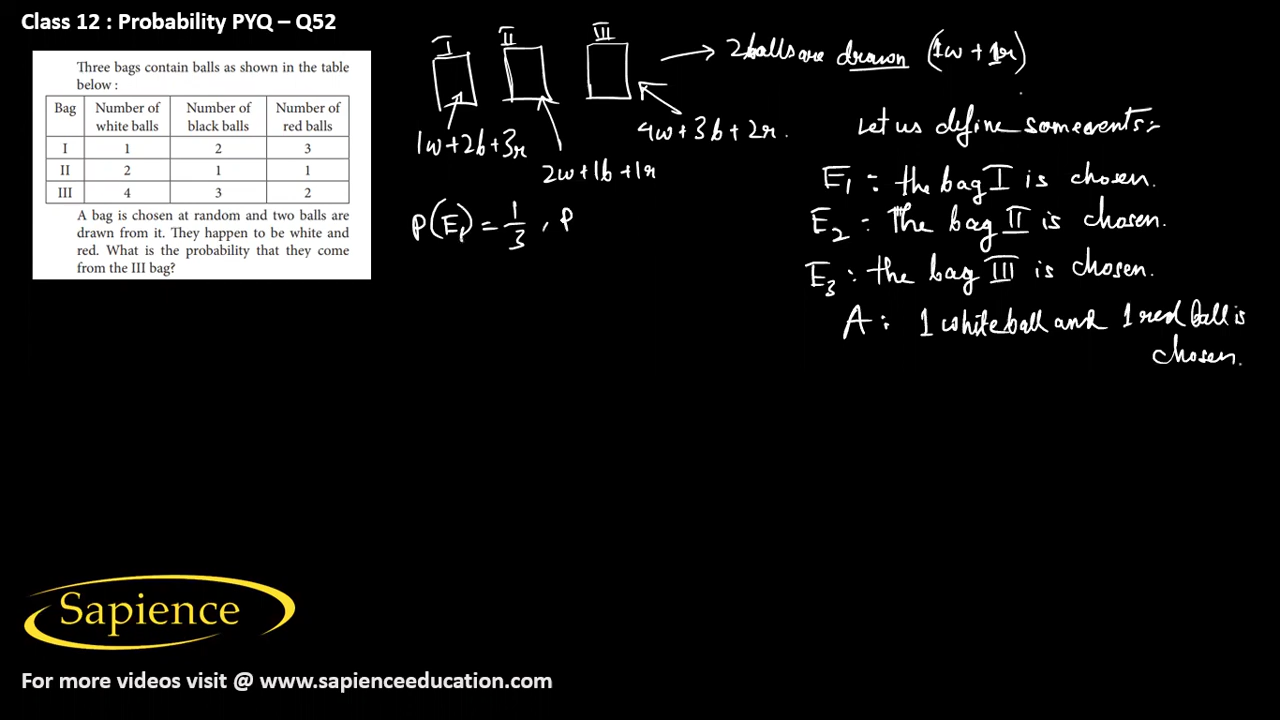 Class 12 : Probability PYQ – Q52
Three bags contain balls as shown in the table
below :
Bag Number of white balls Number of black balls Number of red balls
I 1 2 3
II 2 1 1
III 4 3 2
A bag is chosen at random and two balls are
drawn from it. They happen to be white and
red. What is the probability that they come
from the III bag?
I II III
→ 2 balls are drawn (1w + 1r)
1w+2b+3r
2w+1b+1r
4w+3b+2r.
P(E₁) = 1/3 , P
Let us define some events :-
E₁ : the bag I is chosen.
E₂ : The bag II is chosen.
E₃ : the bag III is chosen.
A : 1 white ball and 1 red ball is
chosen.
Sapience
For more videos visit @ www.sapienceeducation.com